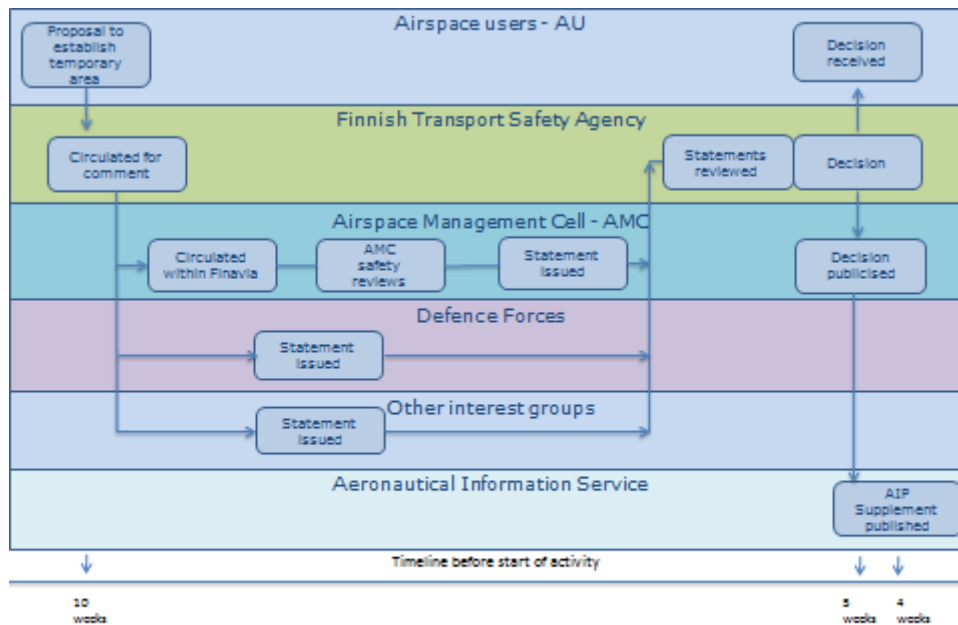 Airspace users - AU
Proposal to
establish
temporary
area
Decision
received
Finnish Transport Safety Agency
Circulated for
comment
Statements
reviewed
Decision
Airspace Management Cell - AMC
Circulated
within Finavia
AMC
safety
reviews
Statement
issued
Decision
publicised
Defence Forces
Statement
issued
Other interest groups
Statement
issued
Aeronautical Information Service
AIP
Supplement
published
Timeline before start of activity
10
weeks
5
weeks
4
weeks